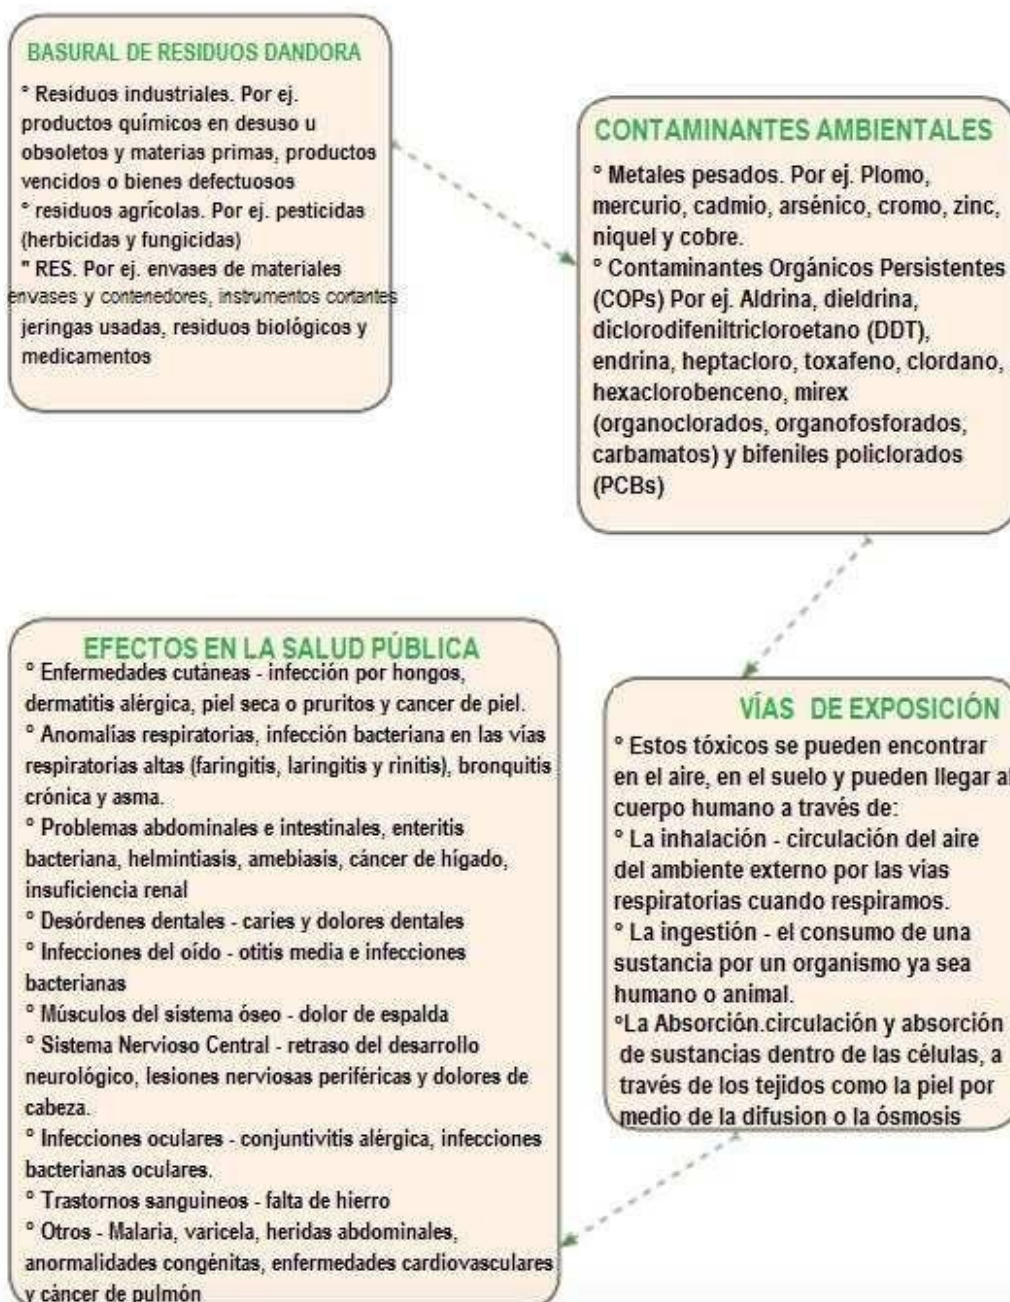 BASURAL DE RESIDUOS DANDORA
° Residuos industriales. Por ej.
productos químicos en desuso u
obsoletos y materias primas, productos
vencidos o bienes defectuosos
° residuos agrícolas. Por ej. pesticidas
(herbicidas y fungicidas)
" RES. Por ej. envases de materiales
envases y contenedores, instrumentos cortantes
jeringas usadas, residuos biológicos y
medicamentos
CONTAMINANTES AMBIENTALES
° Metales pesados. Por ej. Plomo,
mercurio, cadmio, arsénico, cromo, zinc,
niquel y cobre.
° Contaminantes Orgánicos Persistentes
(COPs) Por ej. Aldrina, dieldrina,
diclorodifeniltricloroetano (DDT),
endrina, heptacloro, toxafeno, clordano,
hexaclorobenceno, mirex
(organoclorados, organofosforados,
carbamatos) y bifeniles policlorados
(PCBs)
VÍAS DE EXPOSICIÓN
° Estos tóxicos se pueden encontrar
en el aire, en el suelo y pueden llegar al
cuerpo humano a través de:
° La inhalación - circulación del aire
del ambiente externo por las vías
respiratorias cuando respiramos.
° La ingestión - el consumo de una
sustancia por un organismo ya sea
humano o animal.
°La Absorción.circulación y absorción
de sustancias dentro de las células, a
través de los tejidos como la piel por
medio de la difusion o la ósmosis
EFECTOS EN LA SALUD PÚBLICA
° Enfermedades cutáneas - infección por hongos,
dermatitis alérgica, piel seca o pruritos y cancer de piel.
° Anomalías respiratorias, infección bacteriana en las vías
respiratorias altas (faringitis, laringitis y rinitis), bronquitis
crónica y asma.
° Problemas abdominales e intestinales, enteritis
bacteriana, helmintiasis, amebiasis, cáncer de hígado,
insuficiencia renal
° Desórdenes dentales - caries y dolores dentales
° Infecciones del oído - otitis media e infecciones
bacterianas
° Músculos del sistema óseo - dolor de espalda
° Sistema Nervioso Central - retraso del desarrollo
neurológico, lesiones nerviosas periféricas y dolores de
cabeza.
° Infecciones oculares - conjuntivitis alérgica, infecciones
bacterianas oculares.
° Trastornos sanguineos - falta de hierro
° Otros - Malaria, varicela, heridas abdominales,
anormalidades congénitas, enfermedades cardiovasculares
y cáncer de pulmón